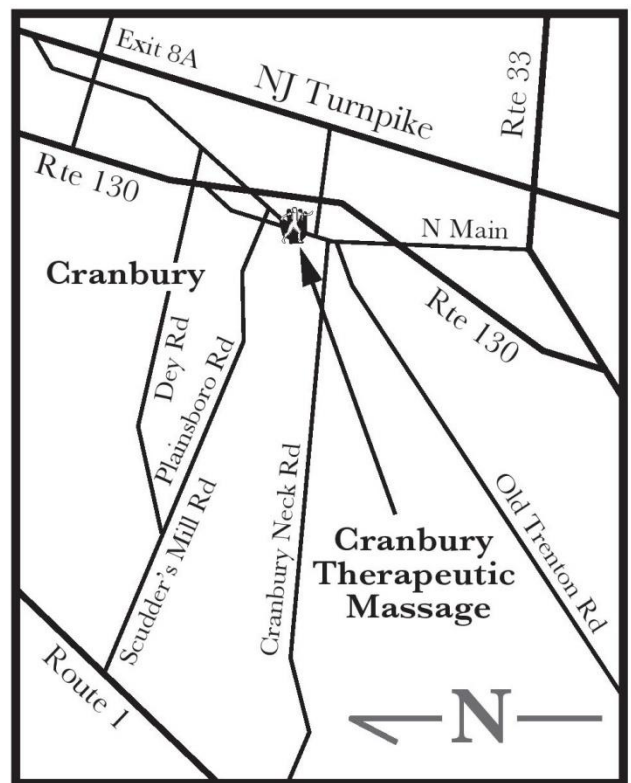 Exit 8A
NJ Turnpike
Rte 33
Rte 130
N Main
Cranbury
Rte 130
Dey Rd
Plainsboro Rd
Cranbury Neck Rd
Old Trenton Rd
Scudder's Mill Rd
Cranbury
Therapeutic
Massage
Route 1
N